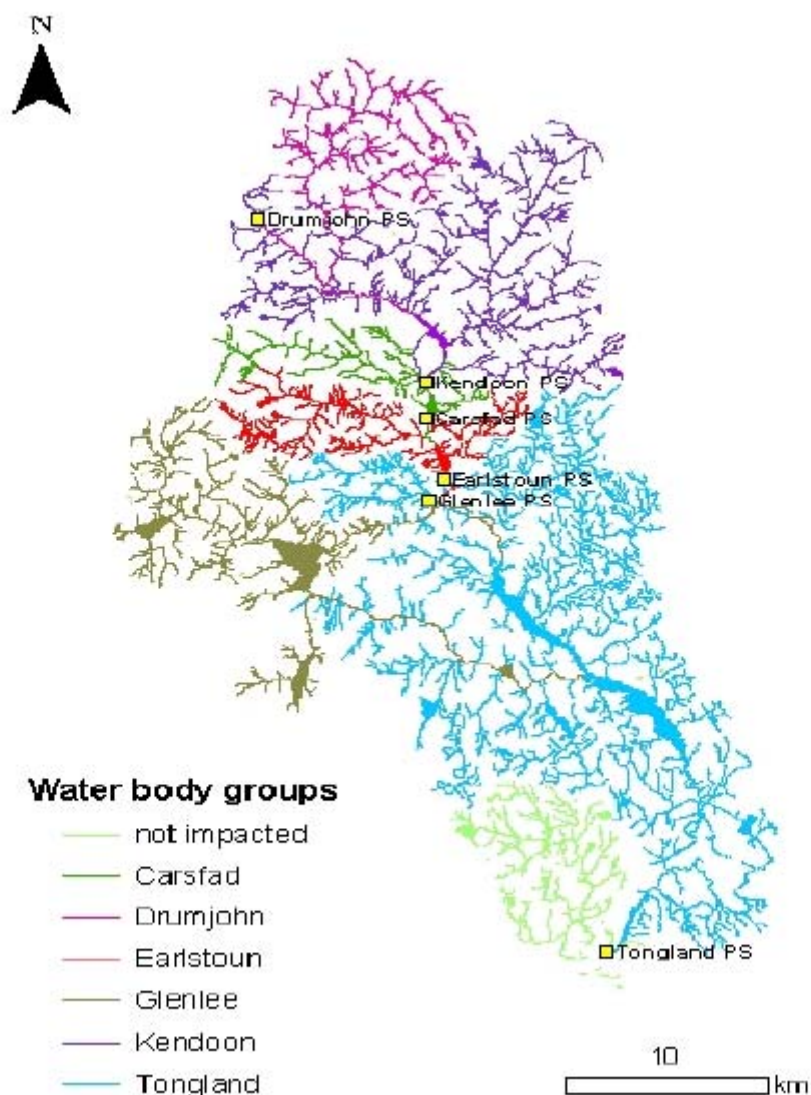 N
Drumjohn PS
Kendoon PS
Carsfad PS
Earlstoun PS
Glenlee PS
Tongland PS
Water body groups
not impacted
Carsfad
Drumjohn
Earlstoun
Glenlee
Kendoon
Tongland
10
km